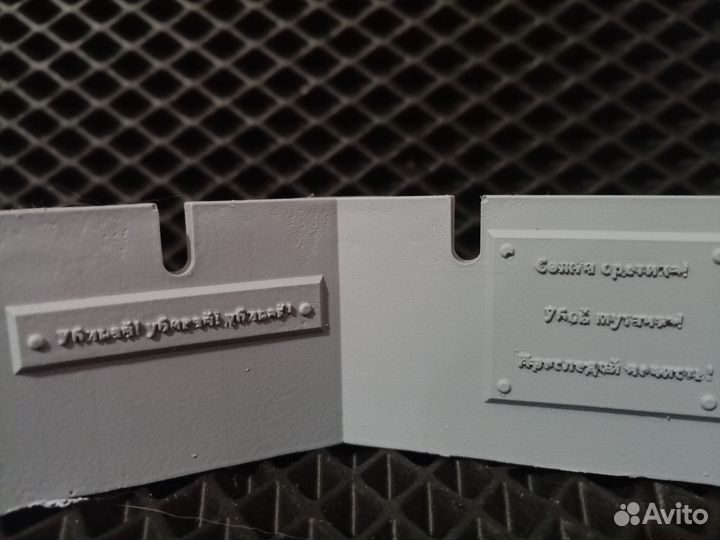 Убивай! убивай! убивай!
Сожги еретика!
Убей мутанта!
Преследуй нечисть!
Avito